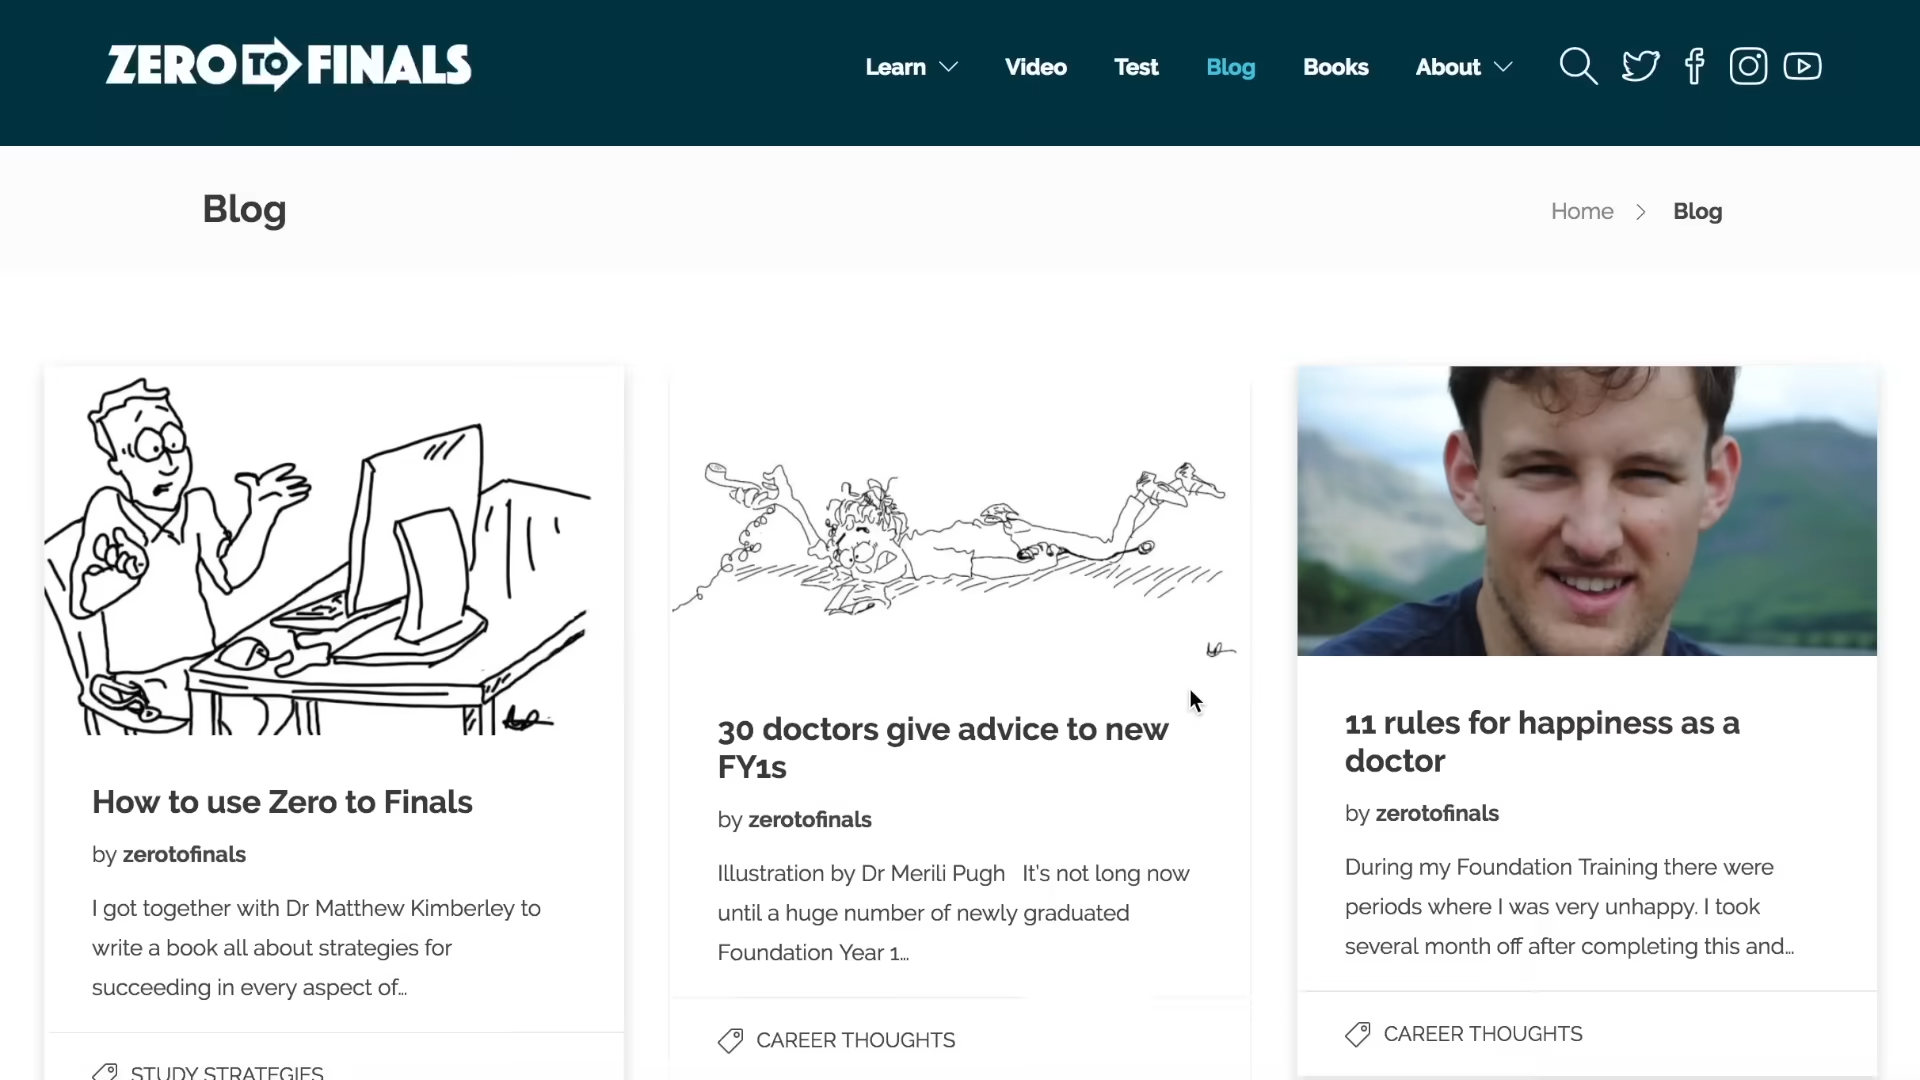 ZERO TO FINALS
Learn
Video
Test
Blog
Books
About
Blog
Home
Blog
How to use Zero to Finals
by zerotofinals
I got together with Dr Matthew Kimberley to
write a book all about strategies for
succeeding in every aspect of...
STUDY STRATEGIES
30 doctors give advice to new
FY1s
by zerotofinals
Illustration by Dr Merili Pugh It's not long now
until a huge number of newly graduated
Foundation Year 1...
CAREER THOUGHTS
11 rules for happiness as a
doctor
by zerotofinals
During my Foundation Training there were
periods where I was very unhappy. I took
several month off after completing this and...
CAREER THOUGHTS